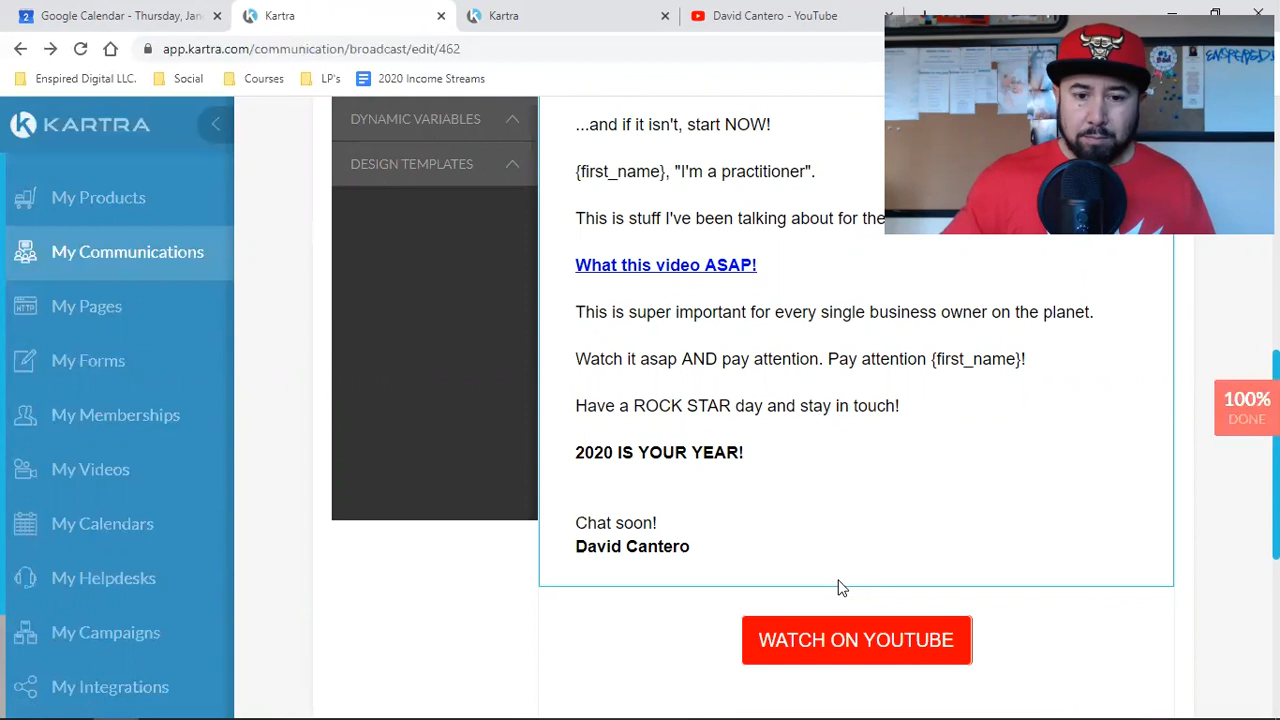 Google Calendar - Thursday, Jan
Kartra
Kartra
David Cantero - YouTube
app.kartra.com/communication/broadcast/edit/462
Enspired Digital LLC.
Social
Courses
LP's
2020 Income Streams
KARTRA
My Products
My Communications
My Pages
My Forms
My Memberships
My Videos
My Calendars
My Helpdesks
My Campaigns
My Integrations
DYNAMIC VARIABLES
DESIGN TEMPLATES
...and if it isn't, start NOW!
{first_name}, "I'm a practitioner".
This is stuff I've been talking about for the
What this video ASAP!
This is super important for every single business owner on the planet.
Watch it asap AND pay attention. Pay attention {first_name}!
Have a ROCK STAR day and stay in touch!
2020 IS YOUR YEAR!
Chat soon!
David Cantero
WATCH ON YOUTUBE
100%
DONE